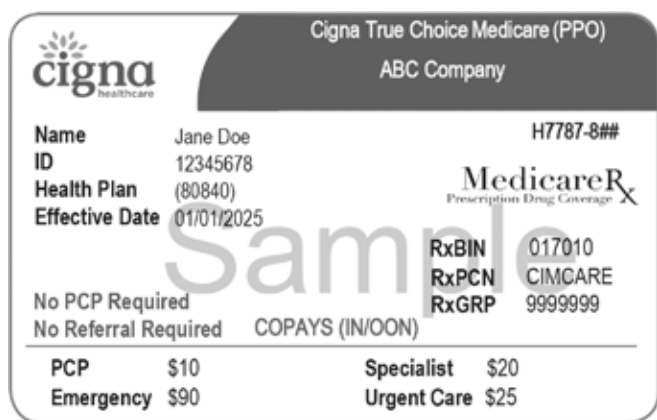 Cigna True Choice Medicare (PPO)
ABC Company
cigna
healthcare
Name Jane Doe
H7787-8##
ID 12345678
Health Plan (80840)
Effective Date 01/01/2025
MedicareRx
Prescription Drug Coverage
Sample
RxBIN 017010
RxPCN CIMCARE
RxGRP 9999999
No PCP Required
No Referral Required COPAYS (IN/OON)
PCP $10 Specialist $20
Emergency $90 Urgent Care $25